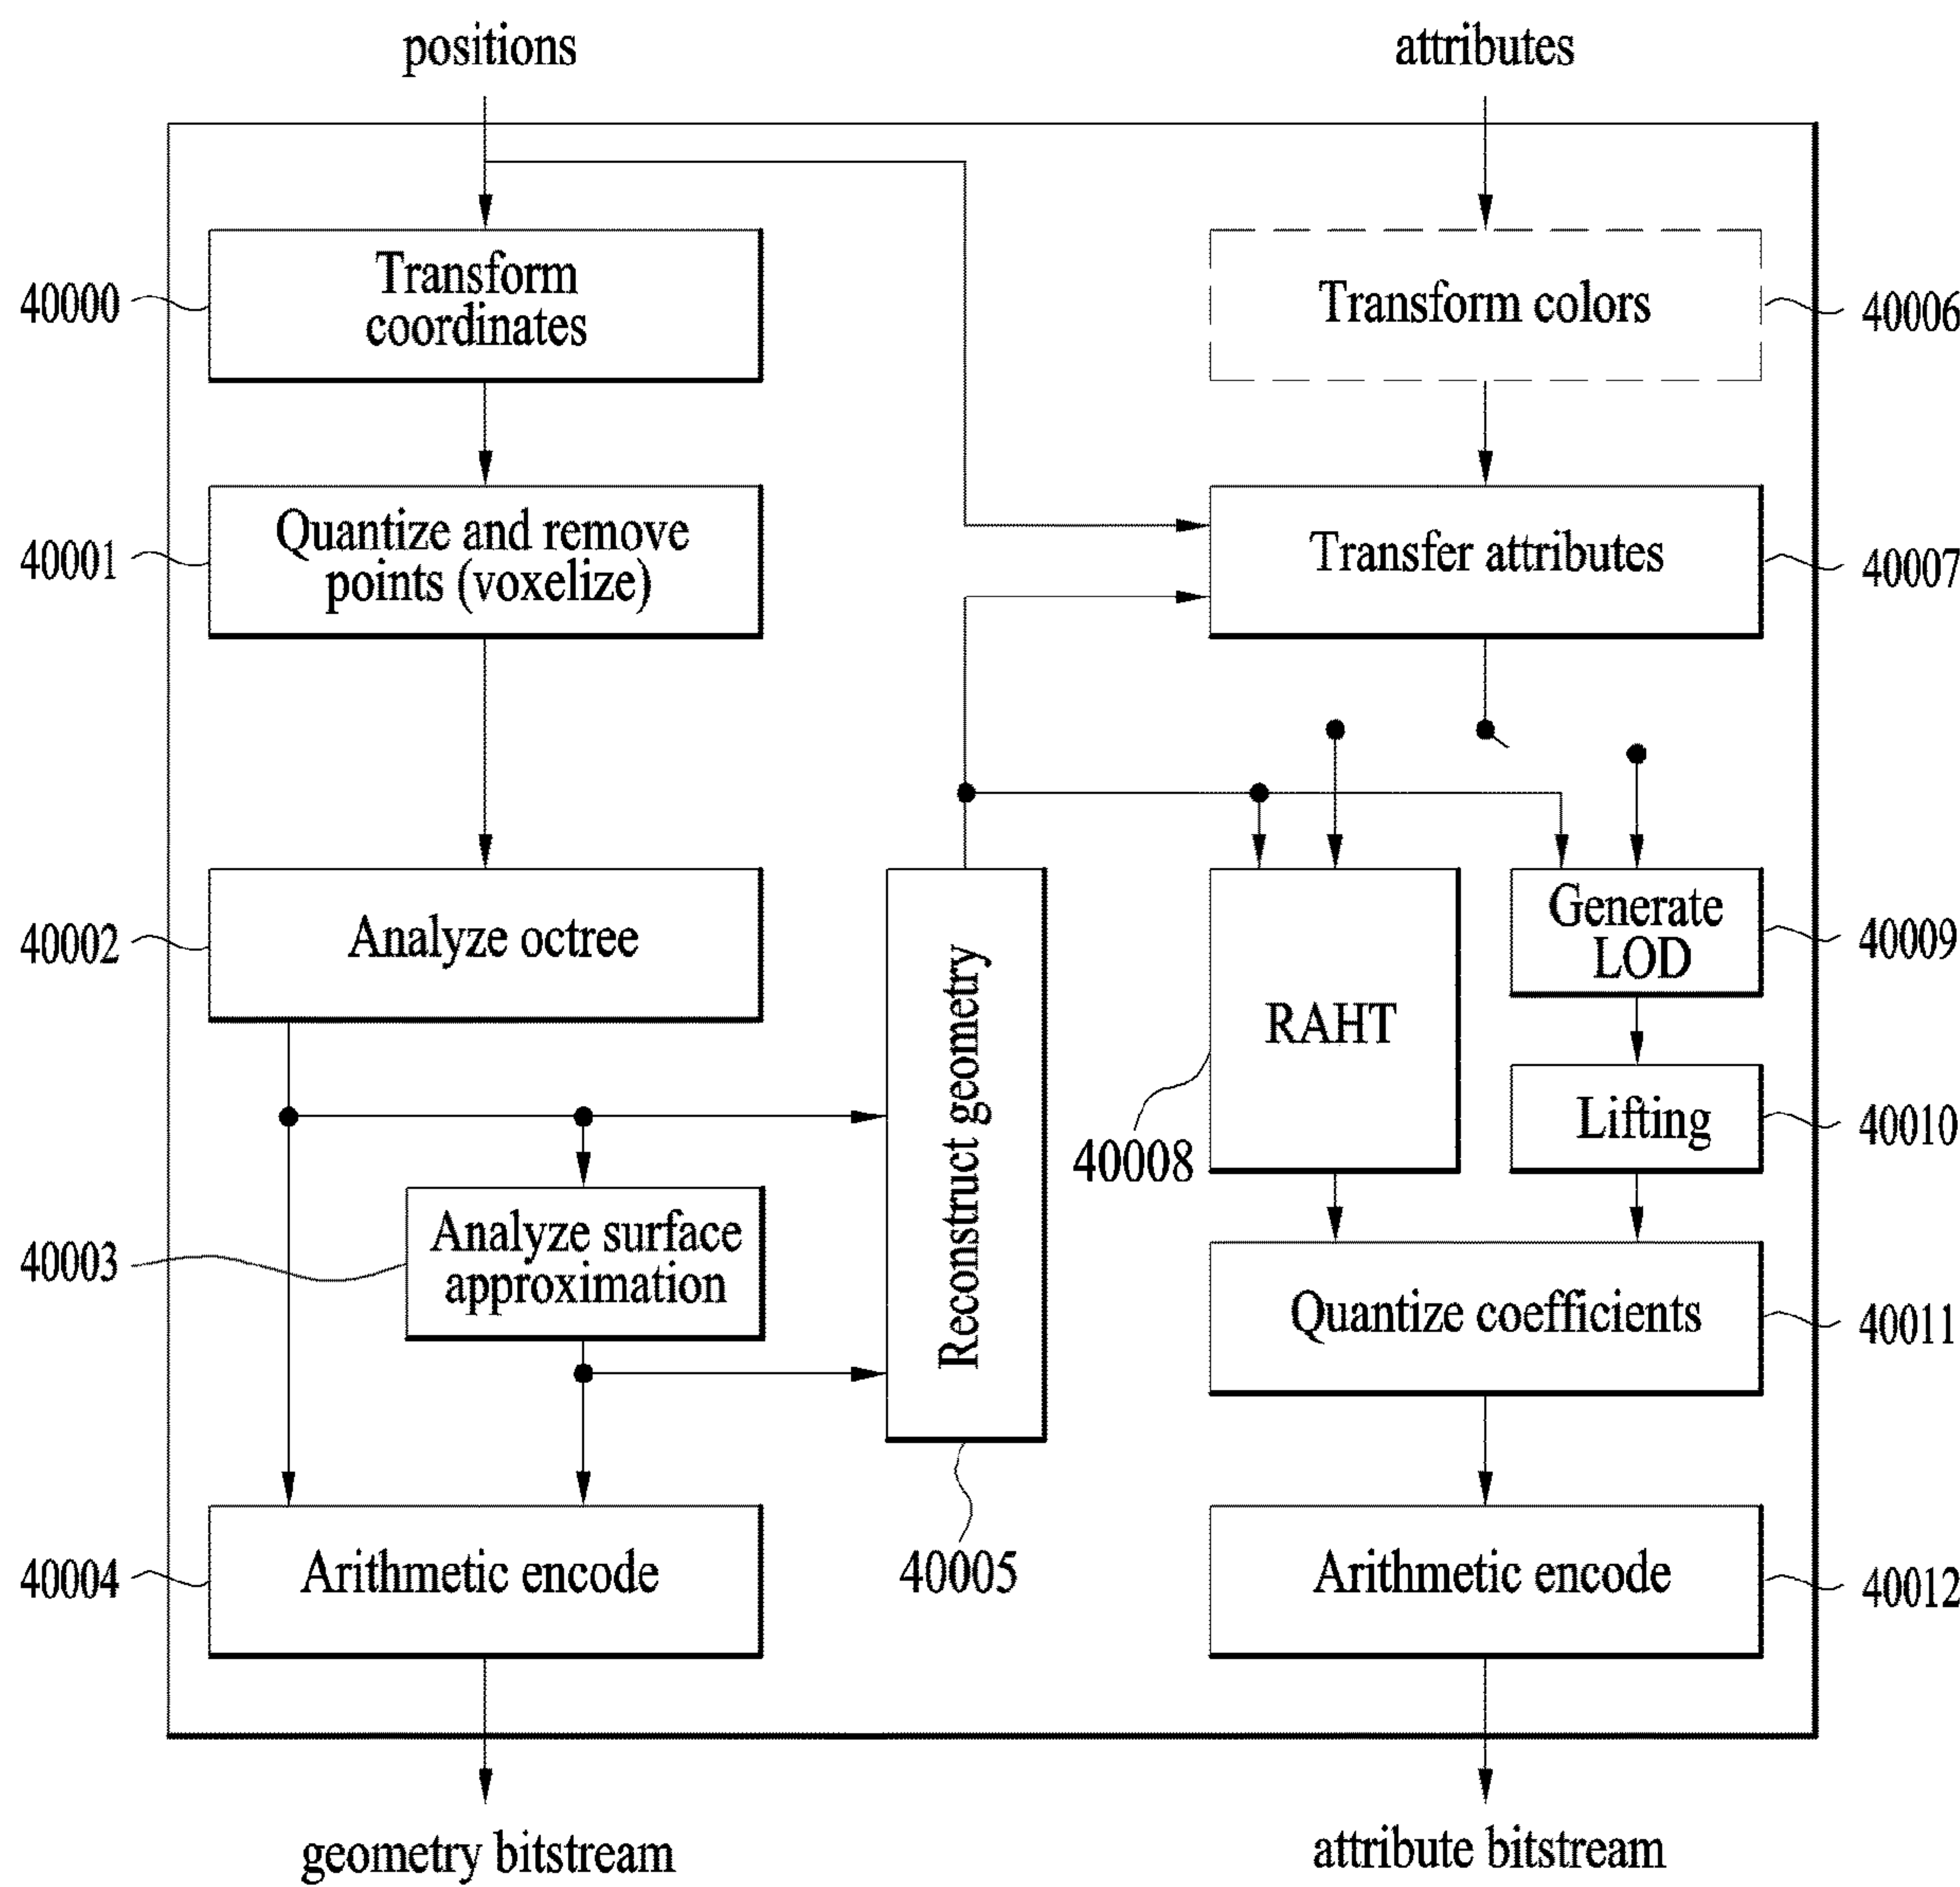 positions
attributes
Transform
coordinates
40000
Transform colors
40006
Quantize and remove
points (voxelize)
40001
Transfer attributes
40007
Analyze octree
40002
Reconstruct geometry
40005
RAHT
40008
Generate
LOD
40009
Lifting
40010
Analyze surface
approximation
40003
Quantize coefficients
40011
Arithmetic encode
40004
Arithmetic encode
40012
geometry bitstream
attribute bitstream